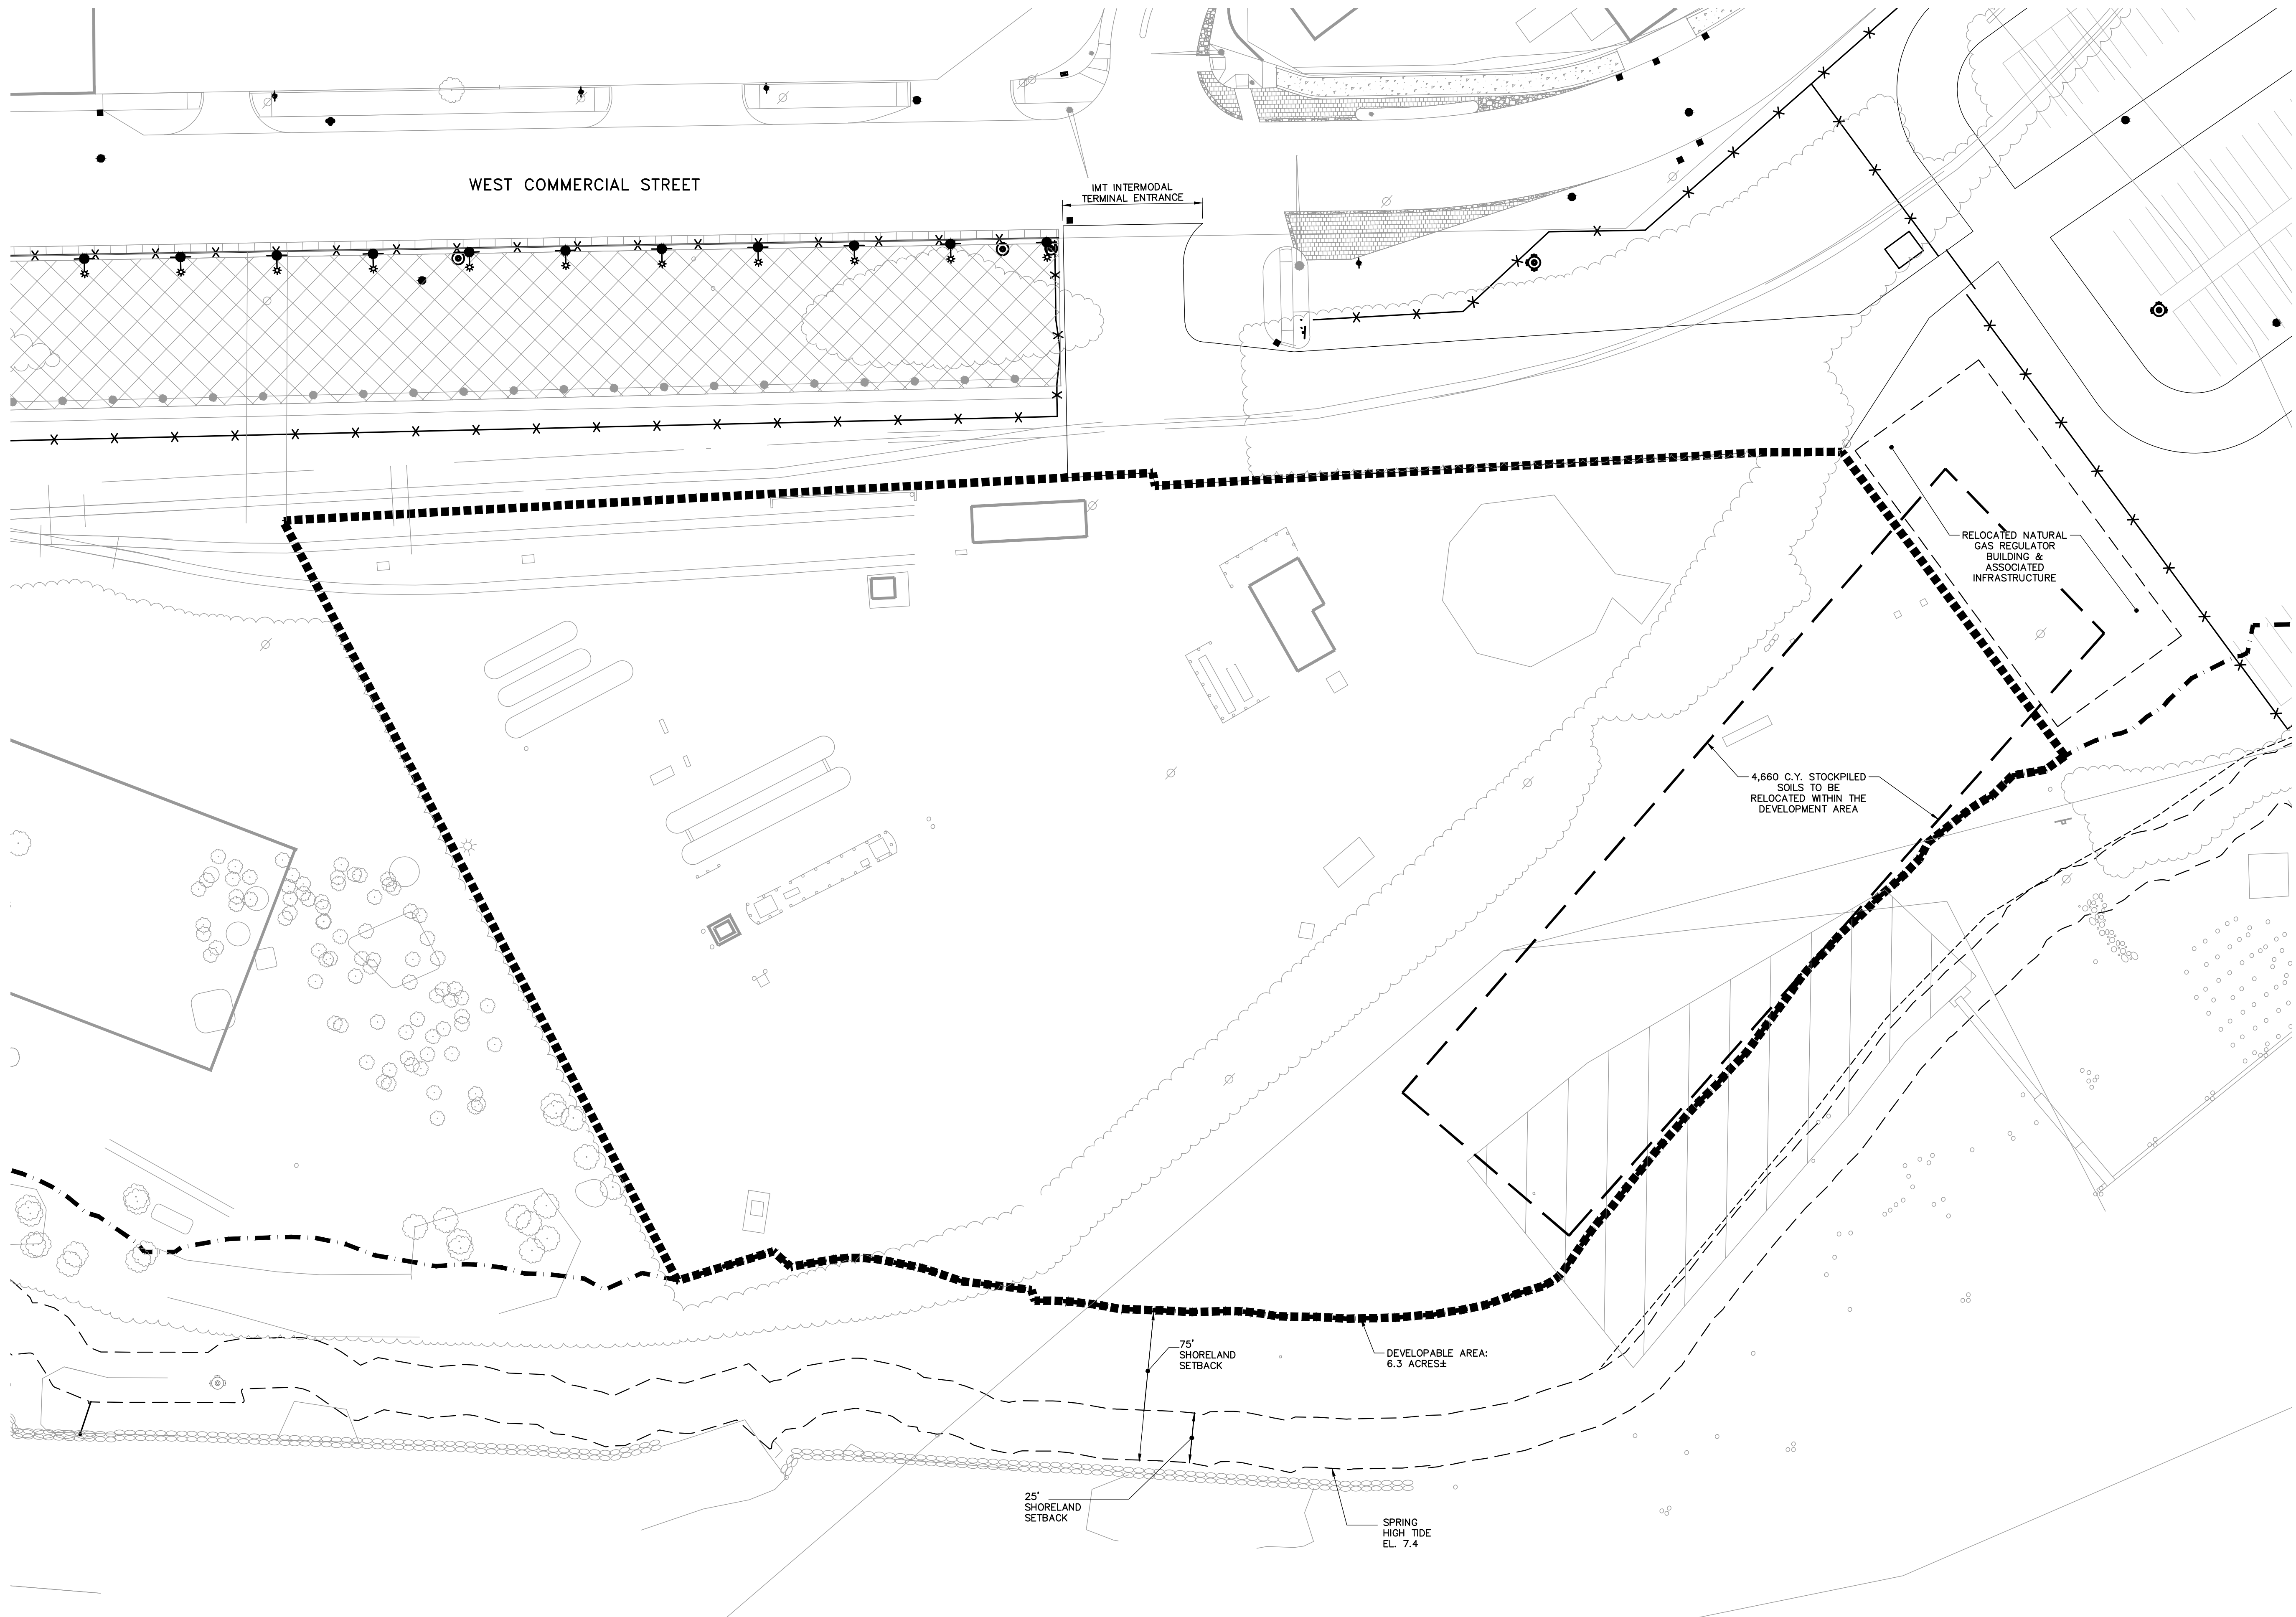 WEST COMMERCIAL STREET
IMT INTERMODAL
TERMINAL ENTRANCE
RELOCATED NATURAL
GAS REGULATOR
BUILDING &
ASSOCIATED
INFRASTRUCTURE
4,660 C.Y. STOCKPILED
SOILS TO BE
RELOCATED WITHIN THE
DEVELOPMENT AREA
75'
SHORELAND
SETBACK
DEVELOPABLE AREA:
6.3 ACRES±
25'
SHORELAND
SETBACK
SPRING
HIGH TIDE
EL. 7.4